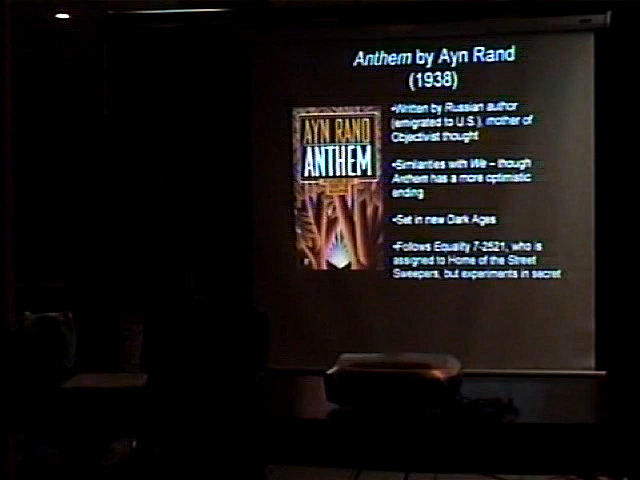 Anthem by Ayn Rand
(1938)
•Written by Russian author
(emigrated to U.S.), mother of
Objectivist thought
•Similarities with We – though
Anthem has a more optimistic
ending
•Set in new Dark Ages
•Follows Equality 7-2521, who is
assigned to Home of the Street
Sweepers, but experiments in secret
AYN RAND
ANTHEM